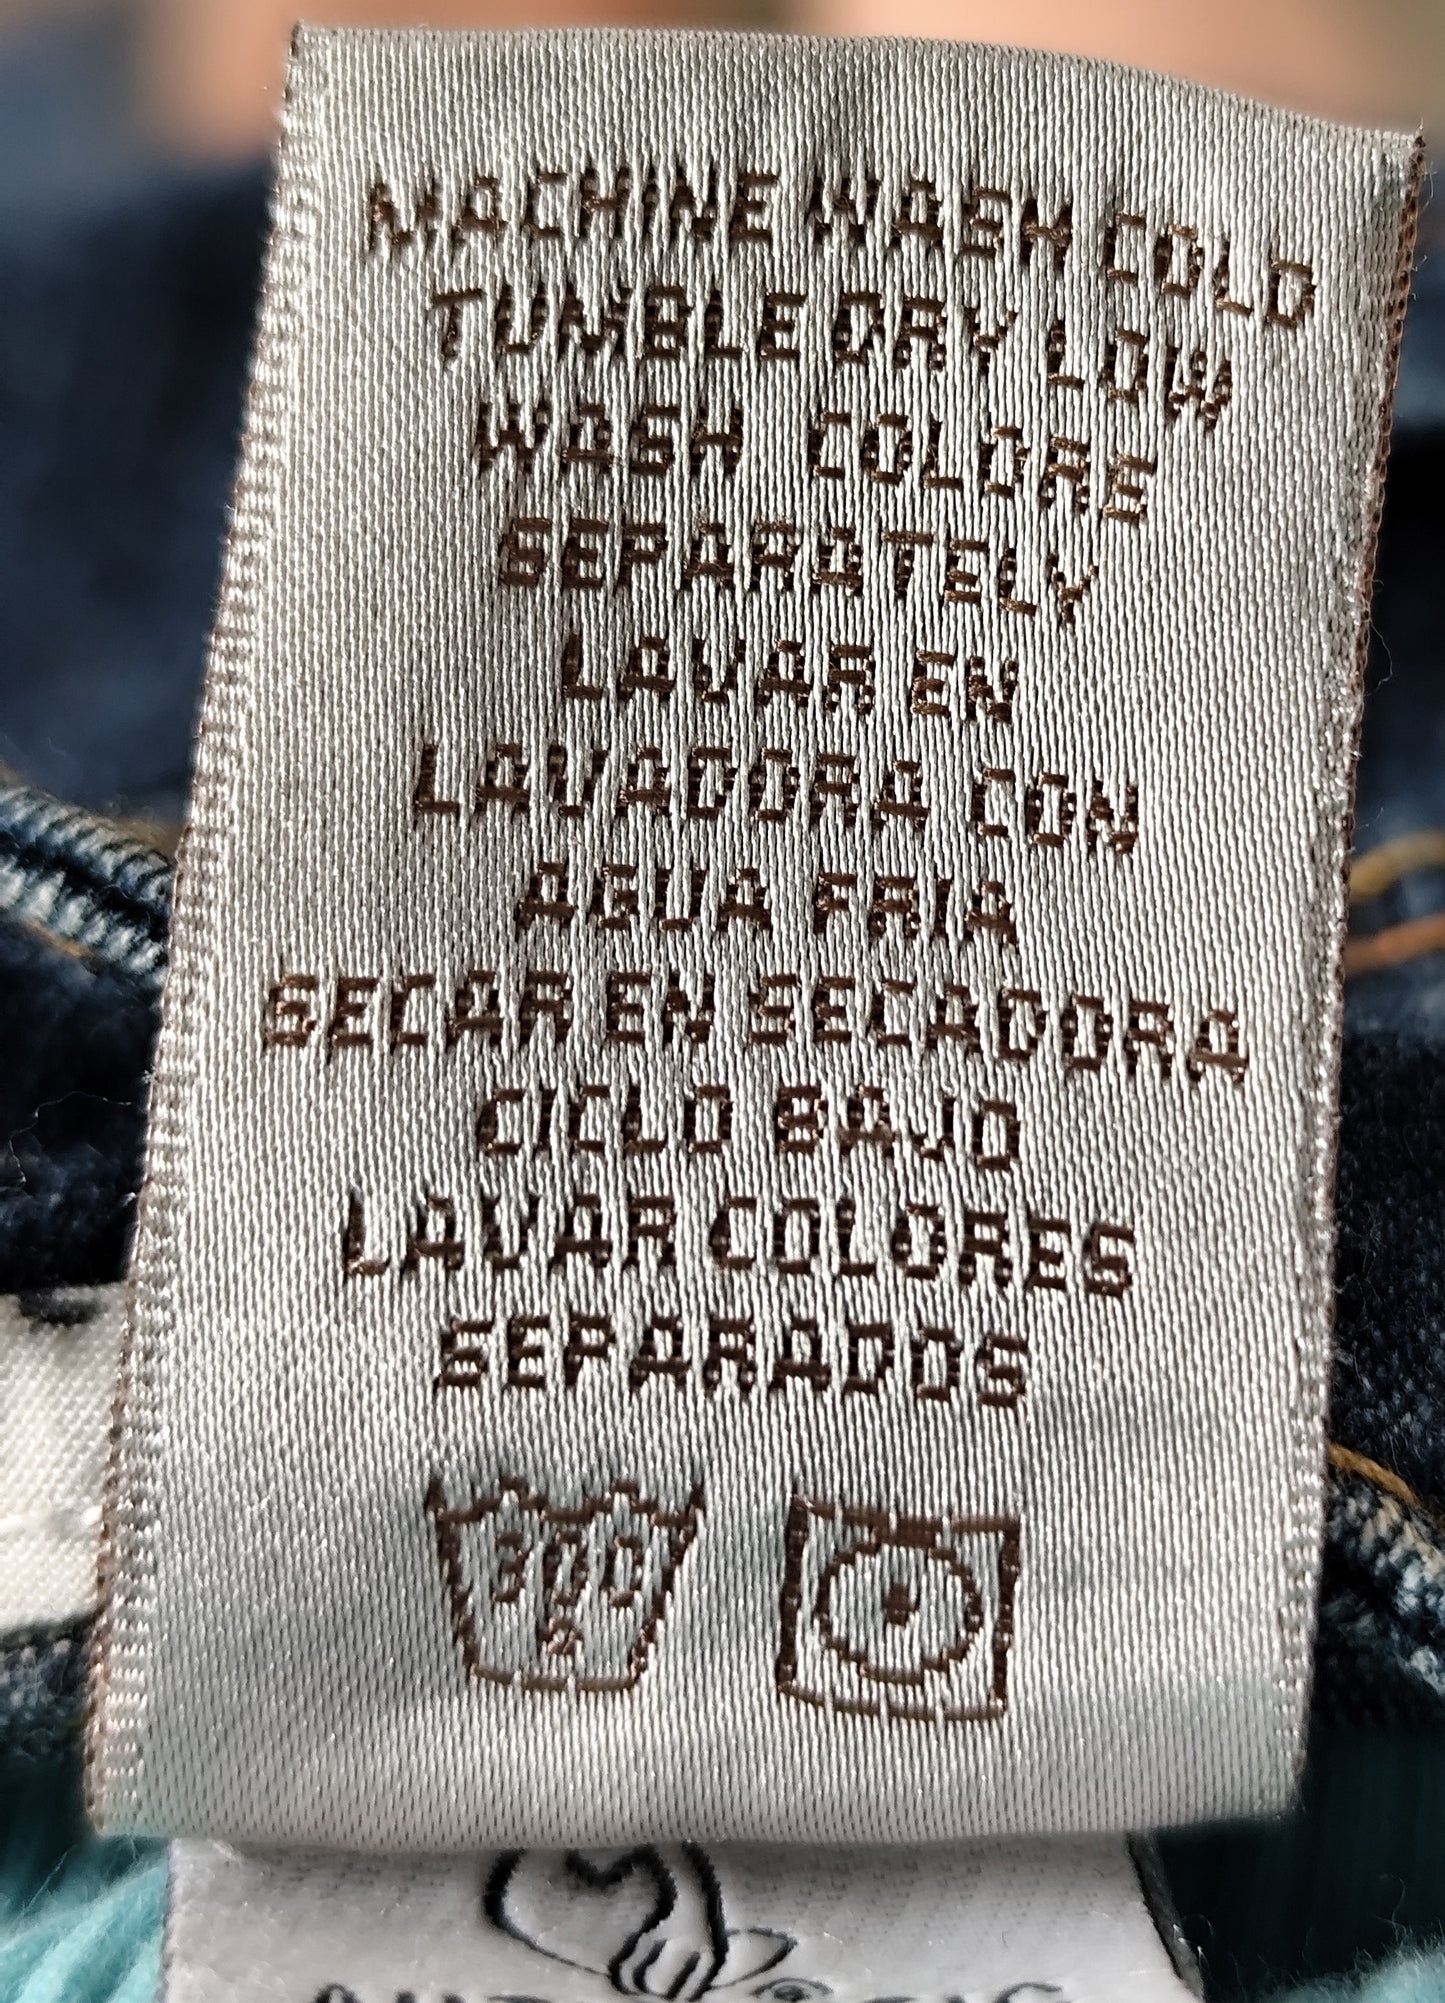 MACHINE WASH COLD
TUMBLE DRY LOW
WASH COLORS
SEPARATELY
LAVAR EN
LAVADORA CON
AGUA FRIA
SECAR EN SECADORA
CICLO BAJO
LAVAR COLORES
SEPARADOS
30C